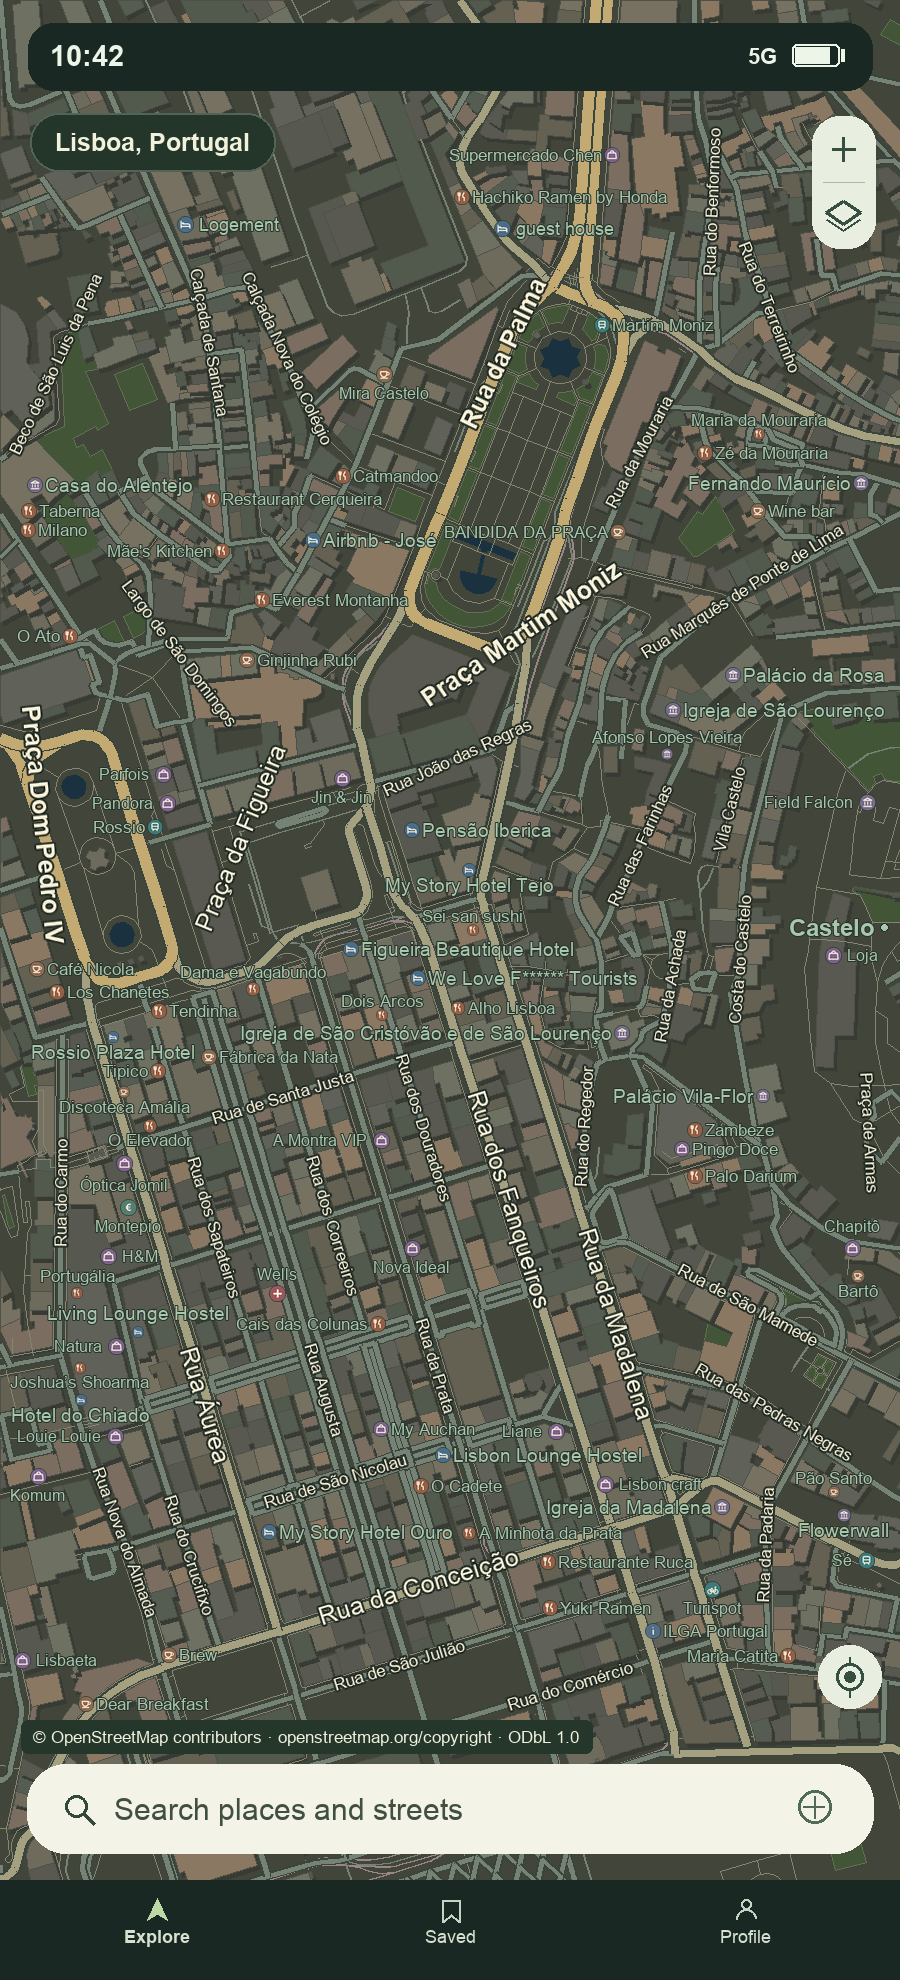 10:42
5G
Lisboa, Portugal
Supermercado Chen
Hachiko Ramen by Honda
guest house
Logement
Rua do Benformoso
Rua do Terreirinho
Beco de São Luís da Pena
Calçada de Santana
Calçada Nova do Colégio
Rua da Palma
Martim Moniz
Mira Castelo
Rua da Mouraria
Maria da Mouraria
Zé da Mouraria
Catmandoo
Casa do Alentejo
Fernando Maurício
Restaurant Cerqueira
Taberna
Wine bar
Milano
BANDIDA DA PRAÇA
Airbnb - José
Mãe's Kitchen
Rua Marquês de Ponte de Lima
Everest Montanha
Praça Martim Moniz
O Ato
Largo de São Domingos
Ginjinha Rubi
Palácio da Rosa
Igreja de São Lourenço
Praça Dom Pedro IV
Afonso Lopes Vieira
Rua João das Regras
Parfois
Jin & Jin
Pandora
Field Falcon
Rossio
Praça da Figueira
Pensão Iberica
Vila Castelo
Rua das Farinhas
My Story Hotel Tejo
Sei san sushi
Castelo
Figueira Beautique Hotel
Loja
Costa do Castelo
Rua da Achada
Café Nicola
Dama e Vagabundo
We Love F****** Tourists
Los Chanetes
Dois Arcos
Alho Lisboa
Tendinha
Igreja de São Cristóvão e de São Lourenço
Rossio Plaza Hotel
Fábrica da Nata
Tipico
Rua de Santa Justa
Rua dos Douradores
Rua do Regedor
Palácio Vila-Flor
Praça de Armas
Discoteca Amália
Rua dos Fanqueiros
O Elevador
A Montra VIP
Zambeze
Pingo Doce
Palo Darium
Óptica Jomil
Rua do Carmo
Rua dos Sapateiros
Rua dos Correeiros
Montepio
Chapitô
H&M
Nova Ideal
Rua da Madalena
Portugália
Wells
Rua de São Mamede
Bartô
Living Lounge Hostel
Cais das Colunas
Natura
Rua Áurea
Rua Augusta
Rua da Prata
Joshua's Shoarma
Rua das Pedras Negras
Hotel do Chiado
Louie Louie
My Auchan
Liane
Lisbon Lounge Hostel
Komum
Rua de São Nicolau
O Cadete
Lisbon craft
Pão Santo
Igreja da Madalena
Rua Nova do Almada
Rua do Crucifixo
My Story Hotel Ouro
A Minhota da Prata
Flowerwall
Rua da Padaria
Sé
Restaurante Ruca
Rua da Conceição
Yuki Ramen
Turispot
ILGA Portugal
Brew
Lisbaeta
Rua de São Julião
Maria Catita
Rua do Comércio
Dear Breakfast
© OpenStreetMap contributors · openstreetmap.org/copyright · ODbL 1.0
Search places and streets
Explore
Saved
Profile